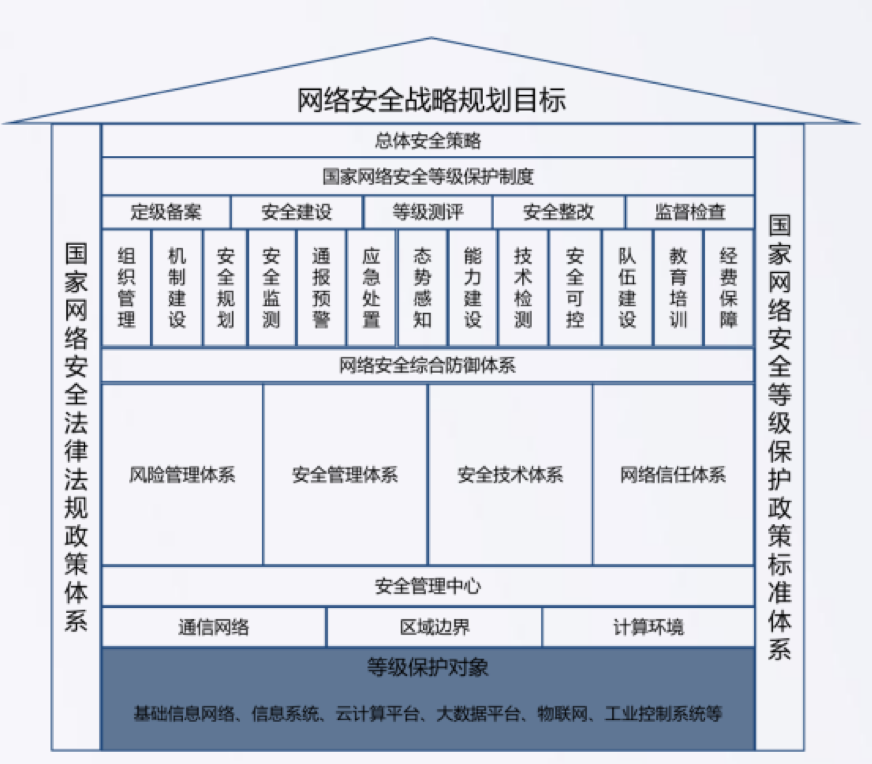 网络安全战略规划目标
总体安全策略
国家网络安全等级保护制度
定级备案 安全建设 等级测评 安全整改 监督检查
国家网络安全法律法规政策体系
组织管理
机制建设
安全规划
安全监测
通报预警
应急处置
态势感知
能力建设
技术检测
安全可控
队伍建设
教育培训
经费保障
国家网络安全等级保护政策标准体系
网络安全综合防御体系
风险管理体系 安全管理体系 安全技术体系 网络信任体系
安全管理中心
通信网络 区域边界 计算环境
等级保护对象
基础信息网络、信息系统、云计算平台、大数据平台、物联网、工业控制系统等